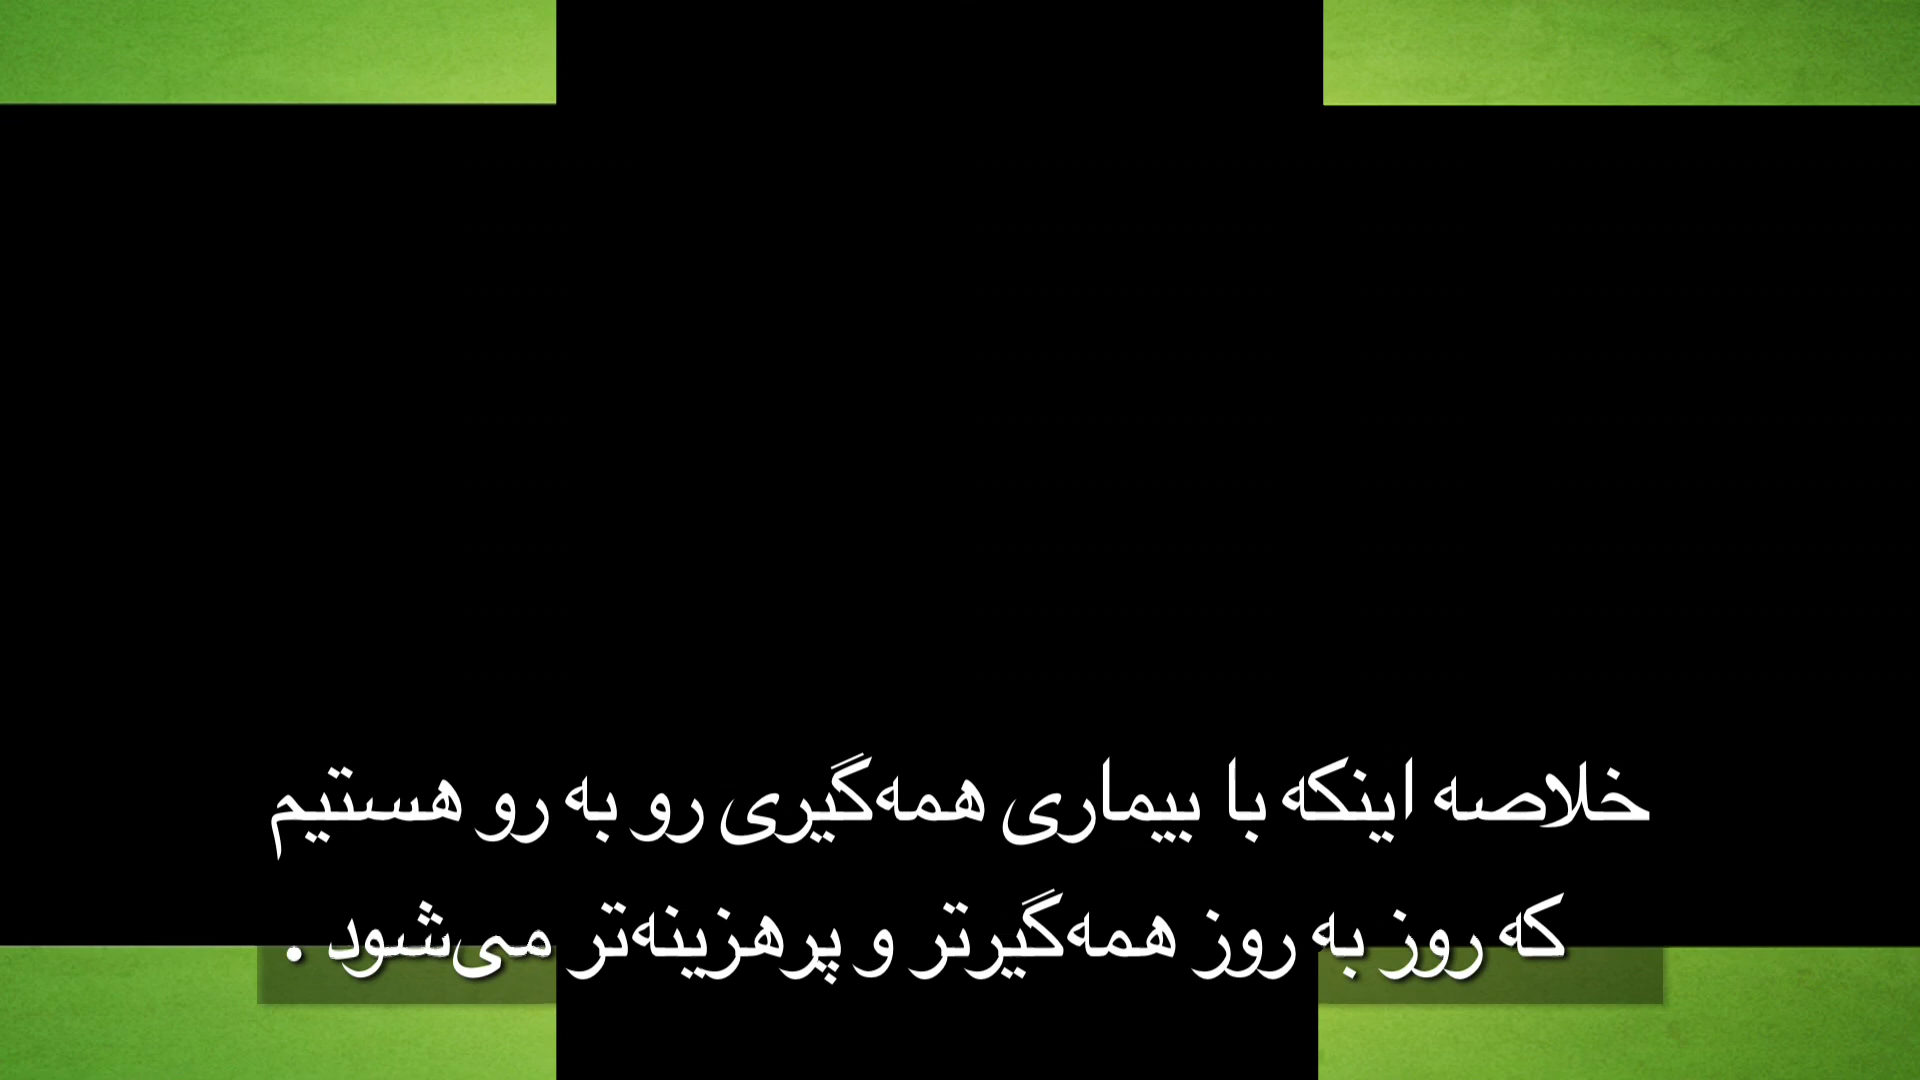 خلاصه اینکه با بیماری همه‌گیری رو به رو هستیم
که روز به روز همه‌گیرتر و پرهزینه‌تر می‌شود .